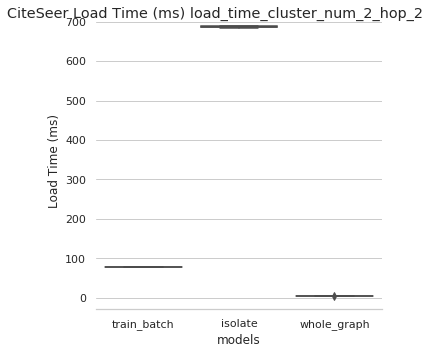 CiteSeer Load Time (ms) load_time_cluster_num_2_hop_2
700
600
500
400
300
200
100
0
Load Time (ms)
train_batch isolate whole_graph
models